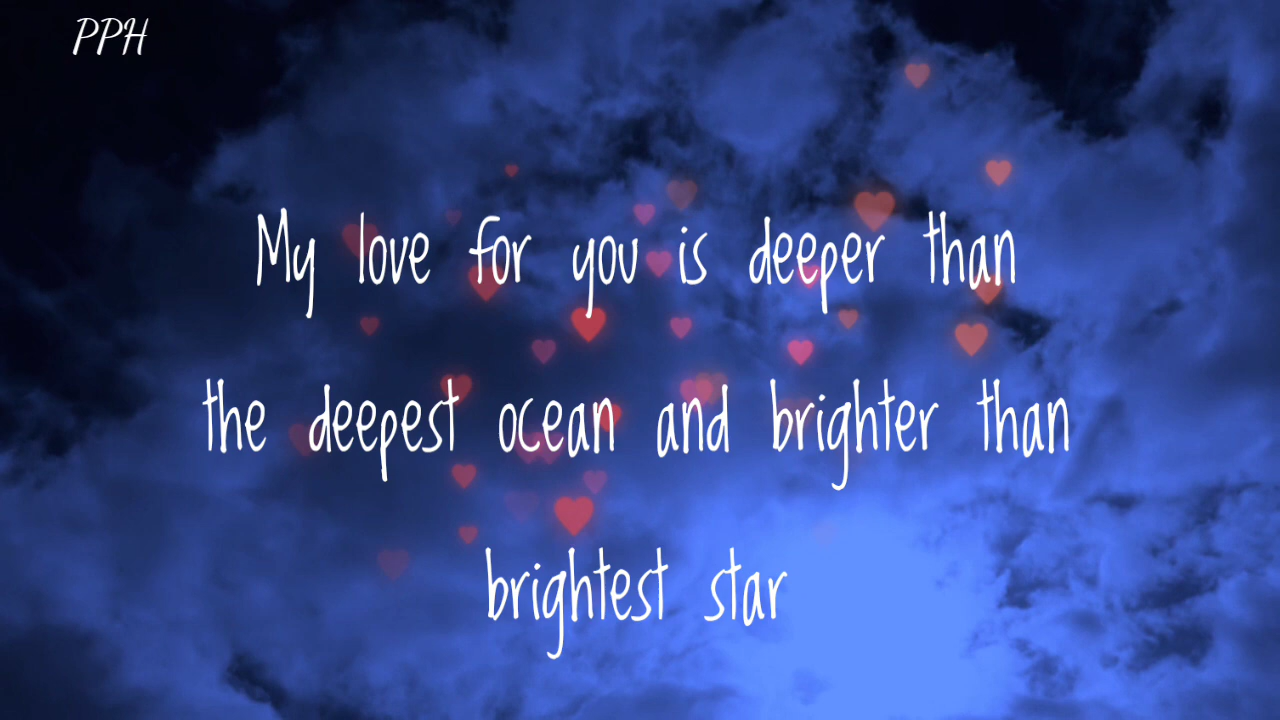 PPH
My love for you is deeper than
the deepest ocean and brighter than
brightest star